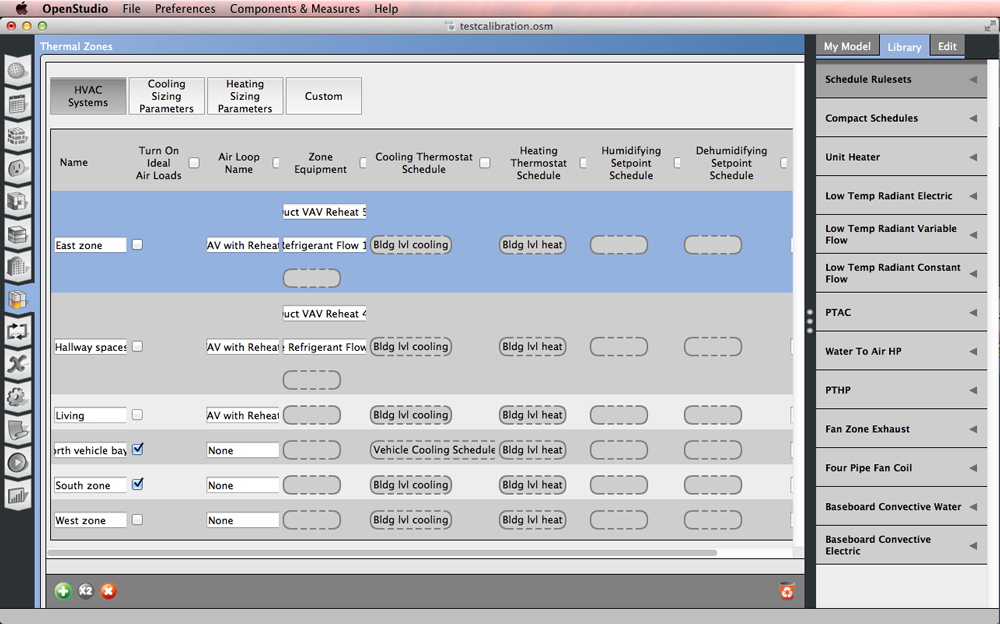 OpenStudio File Preferences Components & Measures Help
testcalibration.osm
Thermal Zones
My Model Library Edit
HVAC
Systems
Cooling
Sizing
Parameters
Heating
Sizing
Parameters
Custom
Name
Turn On
Ideal
Air Loads
Air Loop
Name
Zone
Equipment
Cooling Thermostat
Schedule
Heating
Thermostat
Schedule
Humidifying
Setpoint
Schedule
Dehumidifying
Setpoint
Schedule
uct VAV Reheat 5
East zone AV with Reheat Refrigerant Flow 1 Bldg lvl cooling Bldg lvl heat
uct VAV Reheat 4
Hallway spaces AV with Reheat e Refrigerant Flow Bldg lvl cooling Bldg lvl heat
Living AV with Reheat Bldg lvl cooling Bldg lvl heat
orth vehicle bay None Vehicle Cooling Schedule Bldg lvl heat
South zone None Bldg lvl cooling Bldg lvl heat
West zone None Bldg lvl cooling Bldg lvl heat
X2
Schedule Rulesets
Compact Schedules
Unit Heater
Low Temp Radiant Electric
Low Temp Radiant Variable
Flow
Low Temp Radiant Constant
Flow
PTAC
Water To Air HP
PTHP
Fan Zone Exhaust
Four Pipe Fan Coil
Baseboard Convective Water
Baseboard Convective
Electric